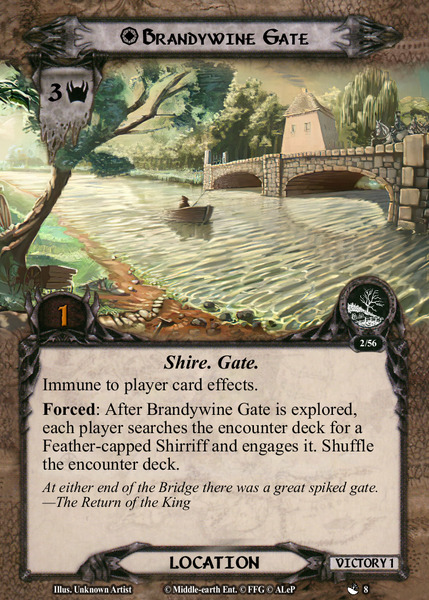 Brandywine Gate
3
1
2/56
Shire. Gate.
Immune to player card effects.
Forced: After Brandywine Gate is explored,
each player searches the encounter deck for a
Feather-capped Shirriff and engages it. Shuffle
the encounter deck.
At either end of the Bridge there was a great spiked gate.
—The Return of the King
LOCATION
VICTORY 1
Illus. Unknown Artist
© Middle-earth Ent. © FFG © ALeP
8